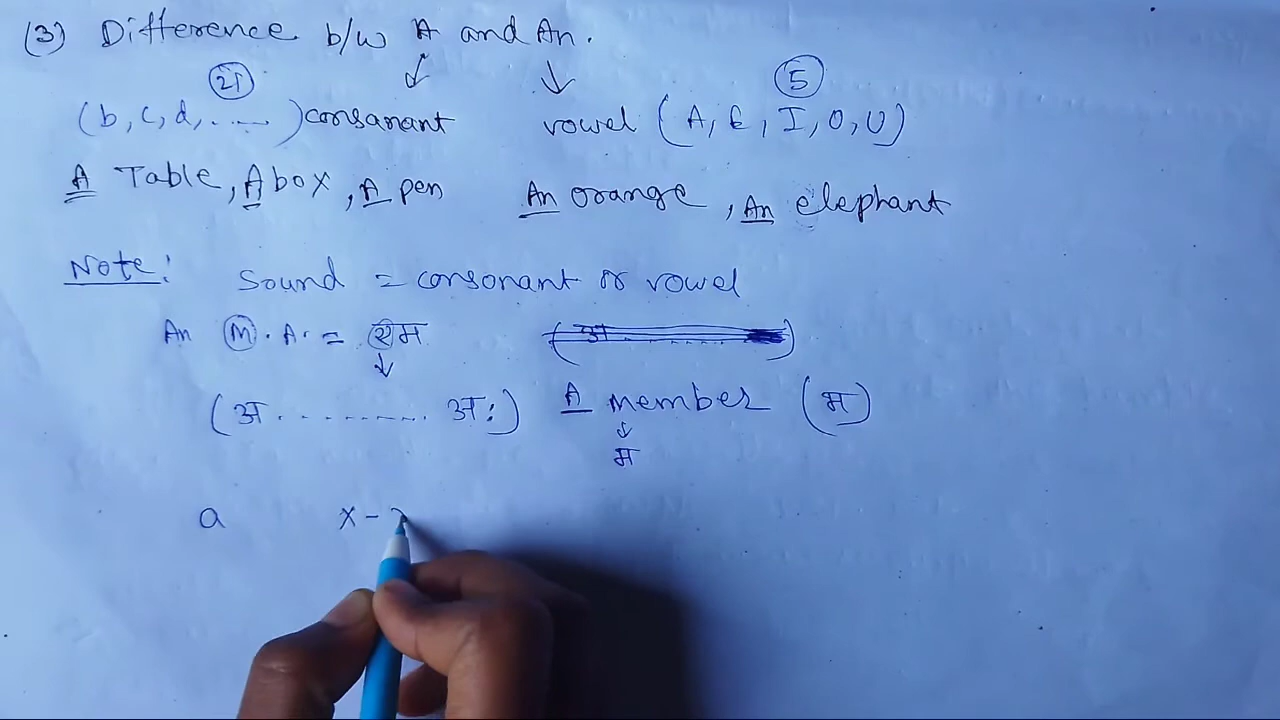 (3) Difference b/w A and An.
(21) (5)
(b, c, d, ......) consanant vowel (A, E, I, O, U)
A Table, A box, A pen An orange, An elephant
Note: Sound = consonant or vowel
An M.A. = एम
(अ ......... अः) A member (म)
म
a x -